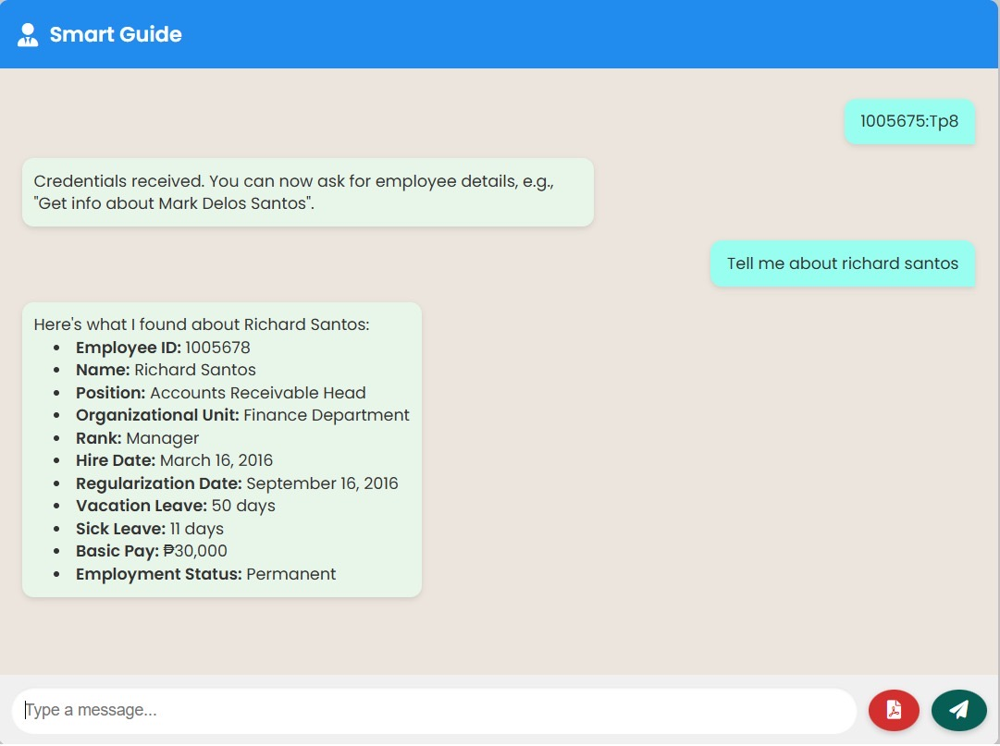 Smart Guide
1005675:Tp8
Credentials received. You can now ask for employee details, e.g.,
"Get info about Mark Delos Santos".
Tell me about richard santos
Here's what I found about Richard Santos:
• Employee ID: 1005678
• Name: Richard Santos
• Position: Accounts Receivable Head
• Organizational Unit: Finance Department
• Rank: Manager
• Hire Date: March 16, 2016
• Regularization Date: September 16, 2016
• Vacation Leave: 50 days
• Sick Leave: 11 days
• Basic Pay: ₱30,000
• Employment Status: Permanent
Type a message...